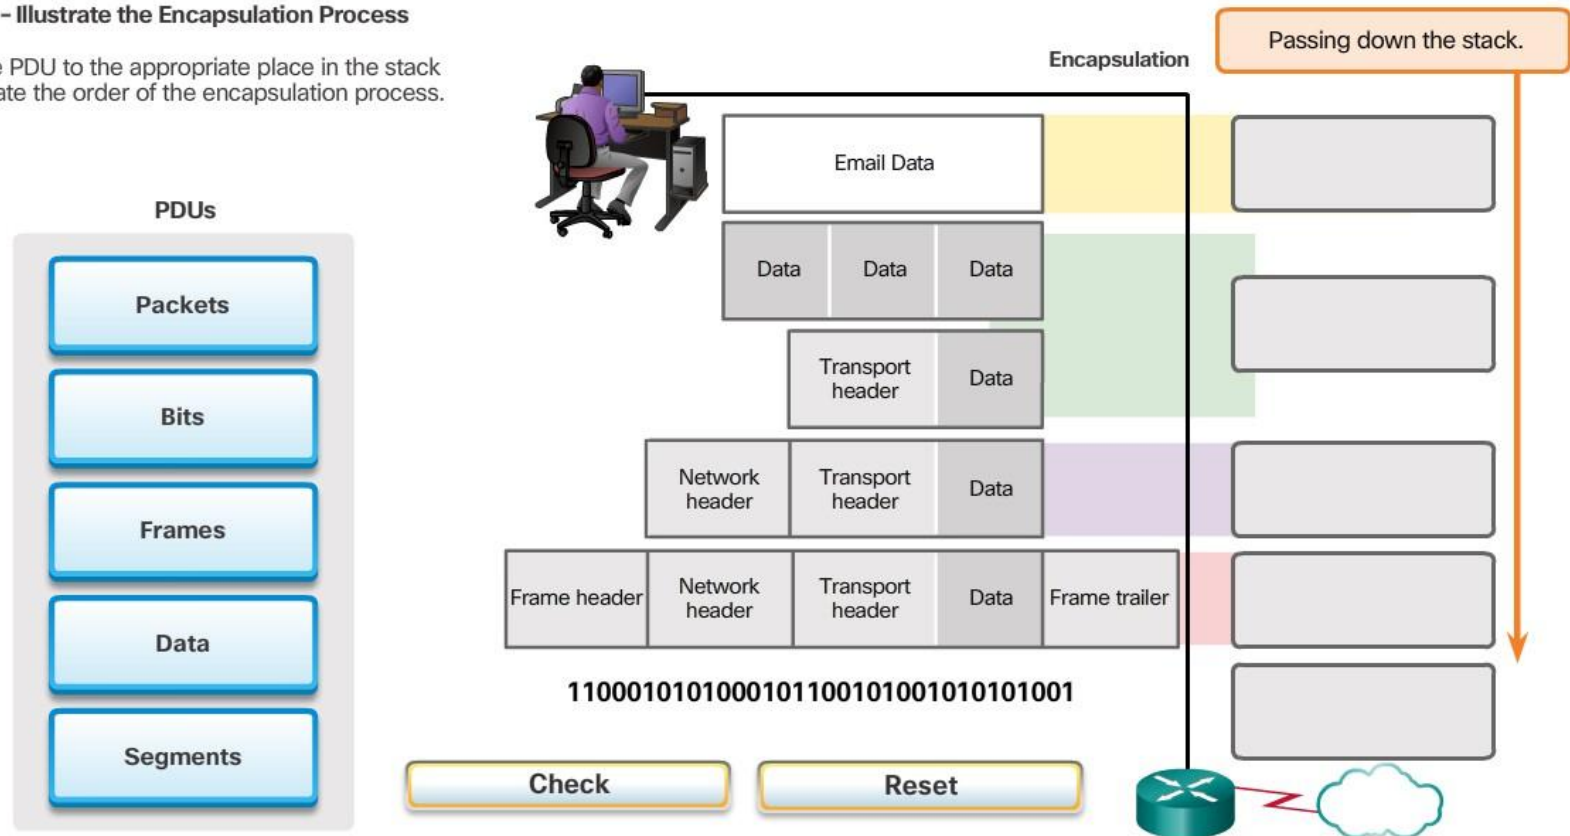 – Illustrate the Encapsulation Process
PDU to the appropriate place in the stack
ate the order of the encapsulation process.
PDUs
Packets
Bits
Frames
Data
Segments
Encapsulation
Passing down the stack.
Email Data
Data Data Data
Transport
header
Data
Network
header
Transport
header
Data
Frame header
Network
header
Transport
header
Data
Frame trailer
1100010101000101100101001010101001
Check
Reset